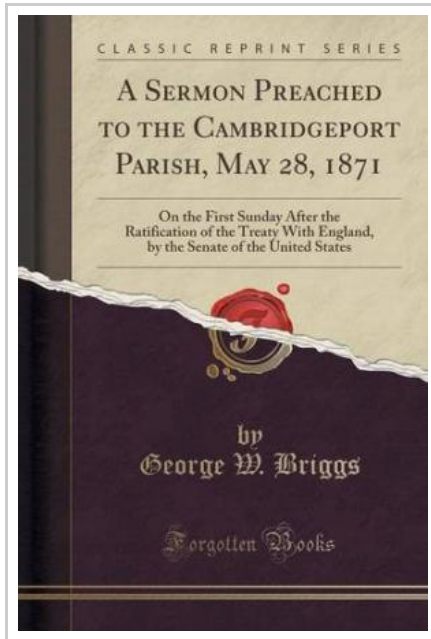 CLASSIC REPRINT SERIES
A SERMON PREACHED
TO THE CAMBRIDGEPORT
PARISH, MAY 28, 1871
On the First Sunday After the
Ratification of the Treaty With England,
by the Senate of the United States
by
George W. Briggs
Forgotten Books